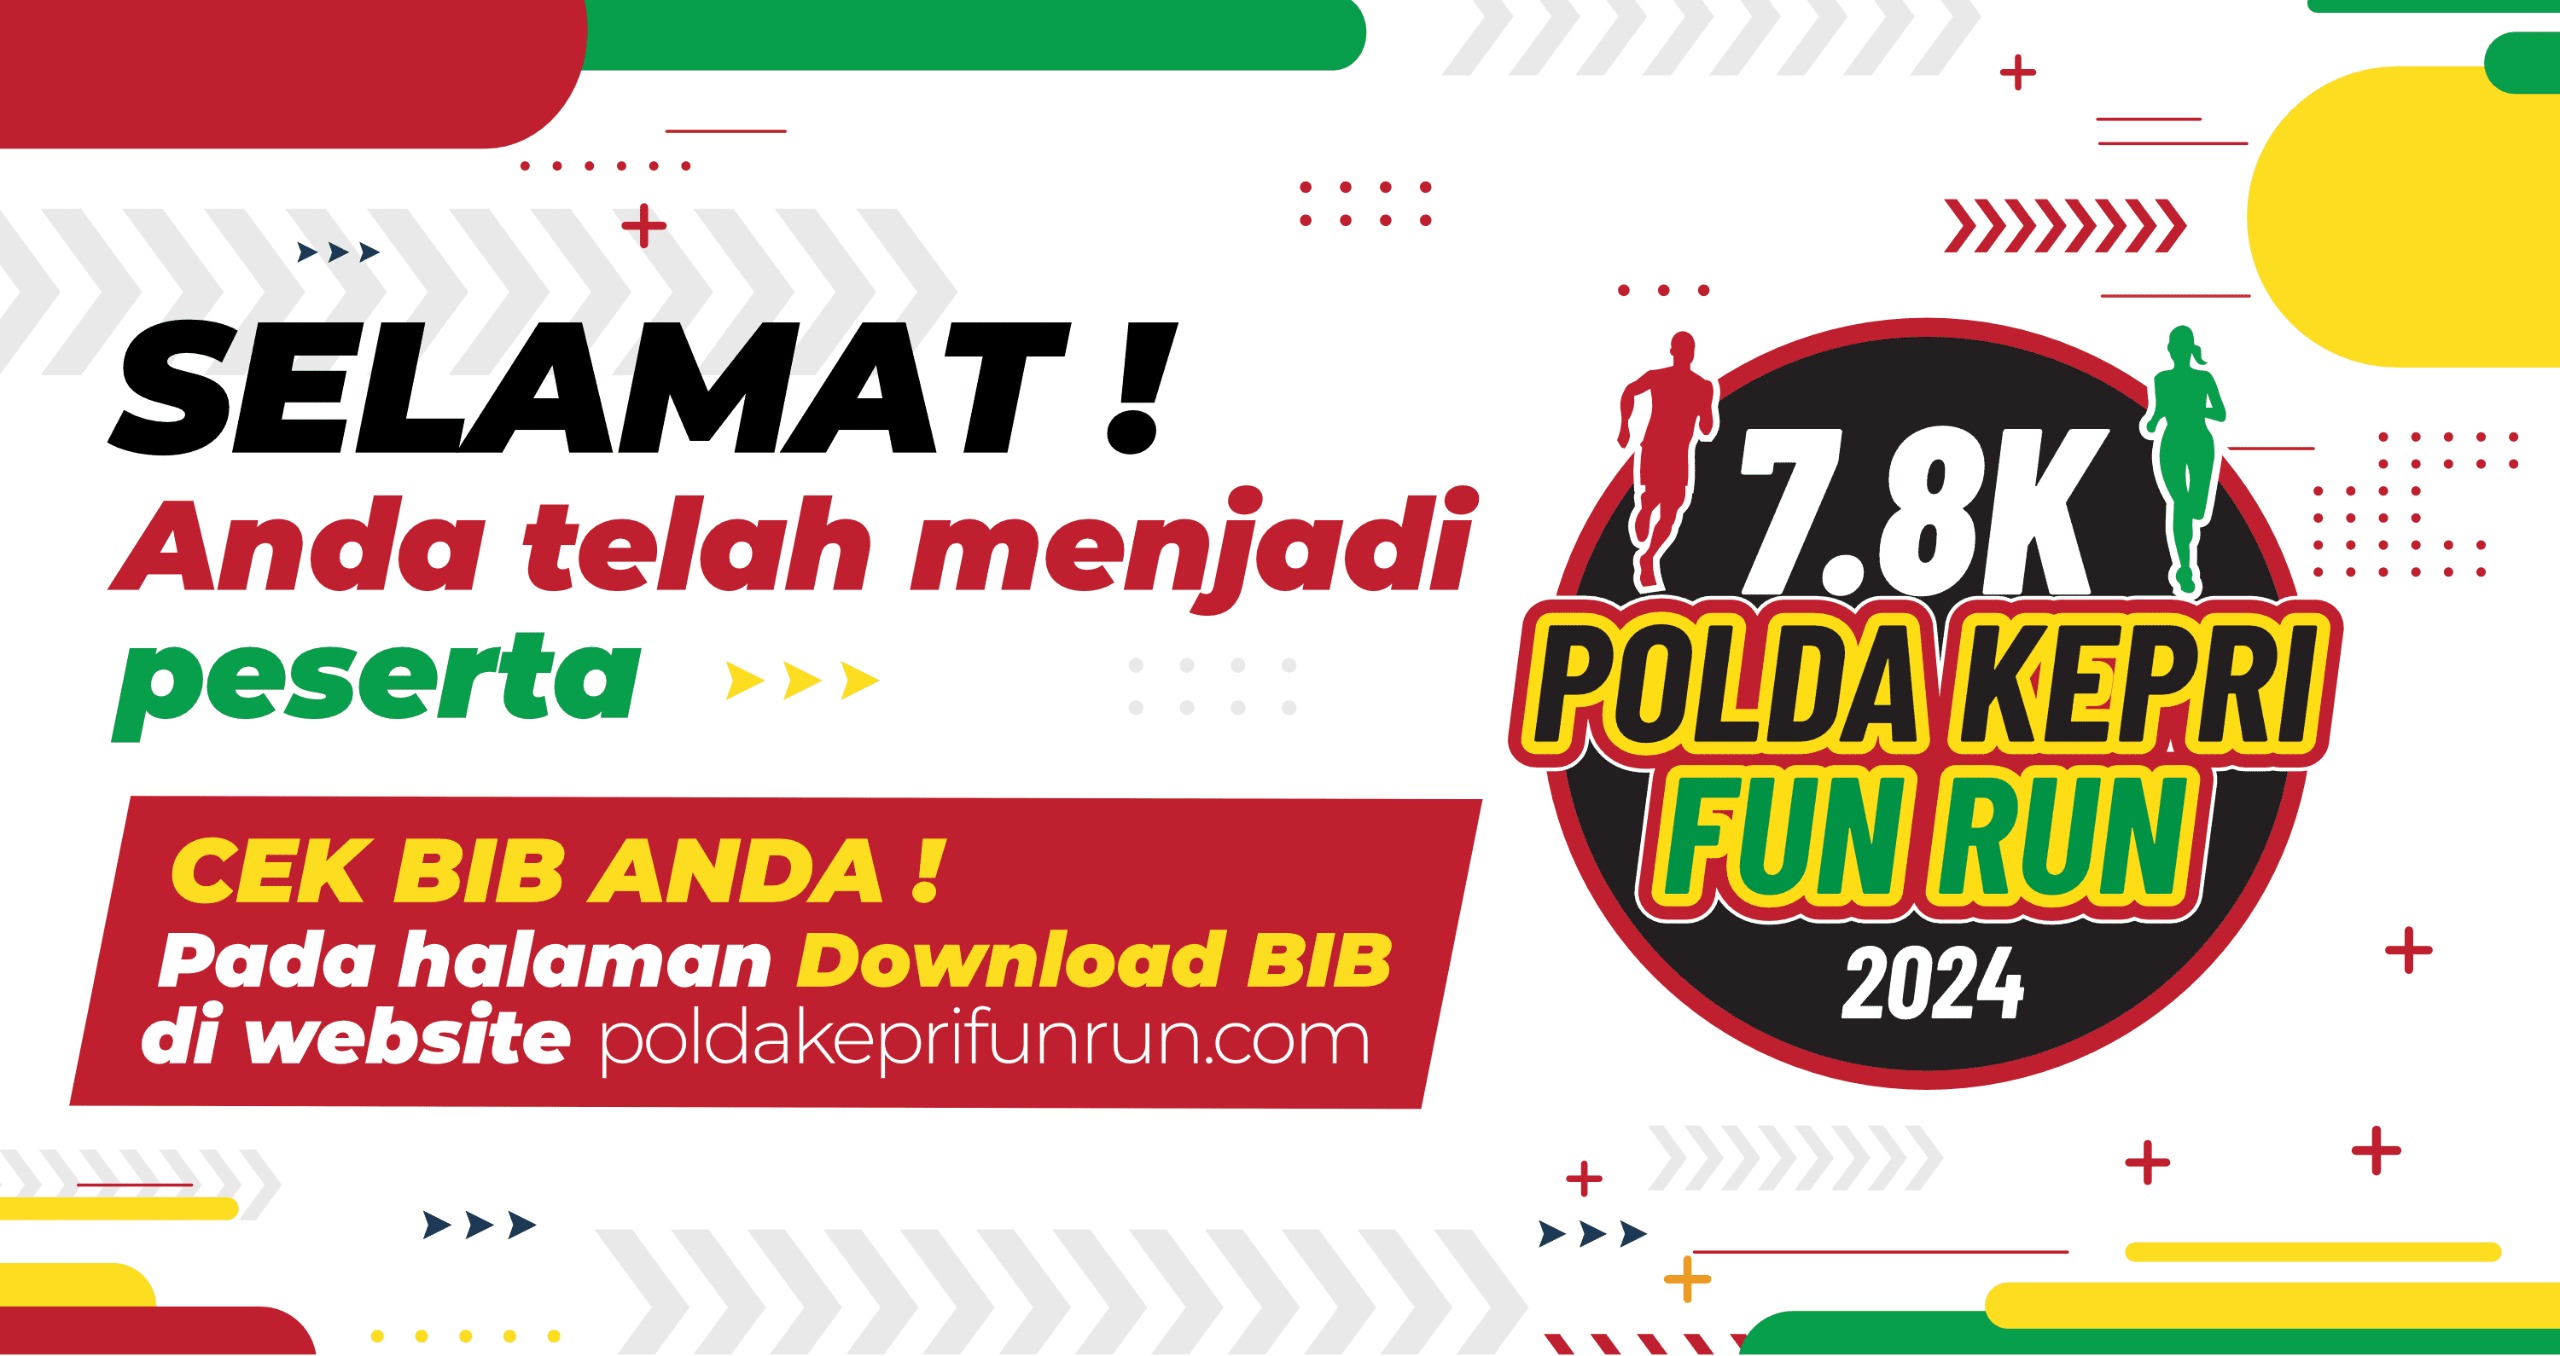 SELAMAT !
Anda telah menjadi
peserta
CEK BIB ANDA !
Pada halaman Download BIB
di website poldakeprifunrun.com
7.8K
POLDA KEPRI
FUN RUN
2024